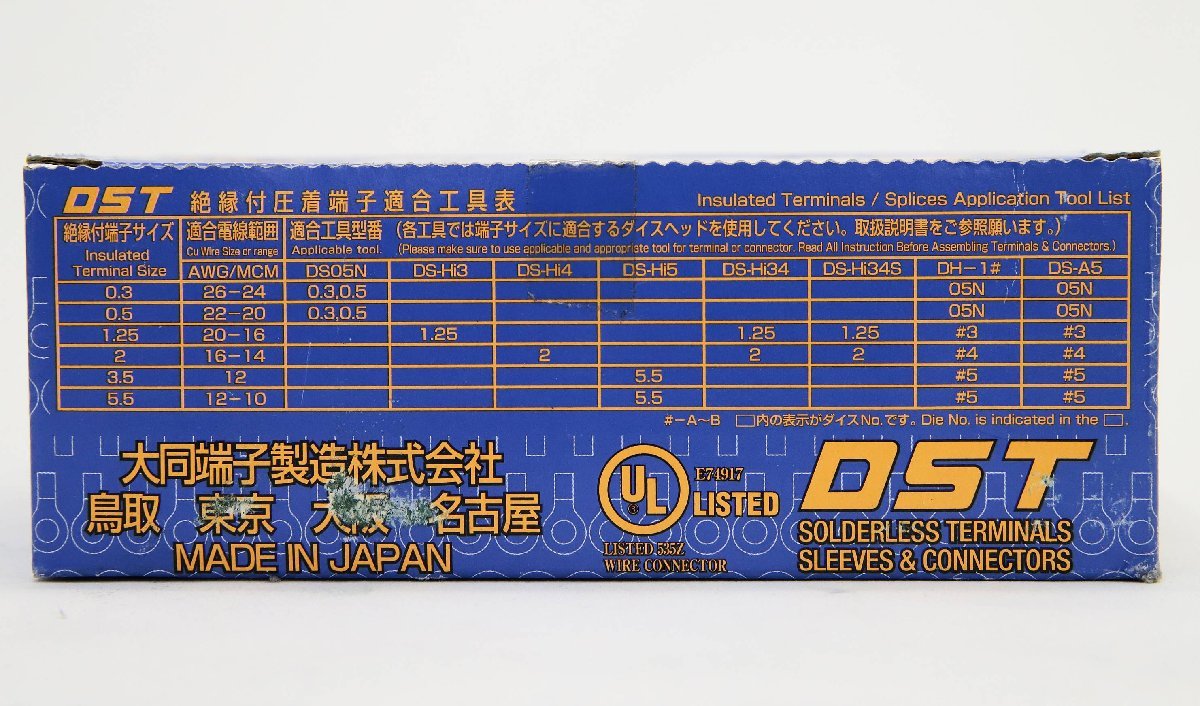 DST 絶縁付圧着端子適合工具表 Insulated Terminals / Splices Application Tool List
絶縁付端子サイズ 適合電線範囲 適合工具型番 (各工具では端子サイズに適合するダイスヘッドを使用してください。取扱説明書をご参照願います。)
Insulated Terminal Size Cu Wire Size or range Applicable tool. (Please make sure to use applicable and appropriate tool for terminal or connector. Read All Instruction Before Assembling Terminals & Connectors.)
AWG/MCM DS05N DS-Hi3 DS-Hi4 DS-Hi5 DS-Hi34 DS-Hi34S DH-1# DS-A5
0.3 26-24 0.3,0.5 05N 05N
0.5 22-20 0.3,0.5 05N 05N
1.25 20-16 1.25 1.25 1.25 #3 #3
2 16-14 2 2 2 #4 #4
3.5 12 5.5 #5 #5
5.5 12-10 5.5 #5 #5
#-A~B □内の表示がダイスNo.です。Die No. is indicated in the □.
大同端子製造株式会社
鳥取 東京 大阪 名古屋
MADE IN JAPAN
UL
E74917
LISTED
LISTED 535Z
WIRE CONNECTOR
DST
SOLDERLESS TERMINALS
SLEEVES & CONNECTORS